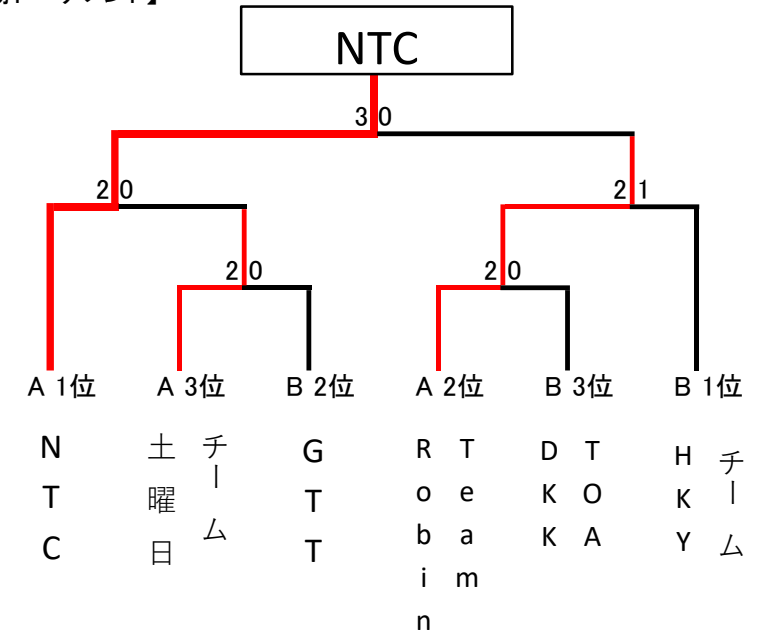 NTC
3 0
2 0
2 1
2 0
2 0
A 1位
A 3位
B 2位
A 2位
B 3位
B 1位
NTC
チーム
土曜日
GTT
Team
Robin
TOA
DKK
チーム
HKY